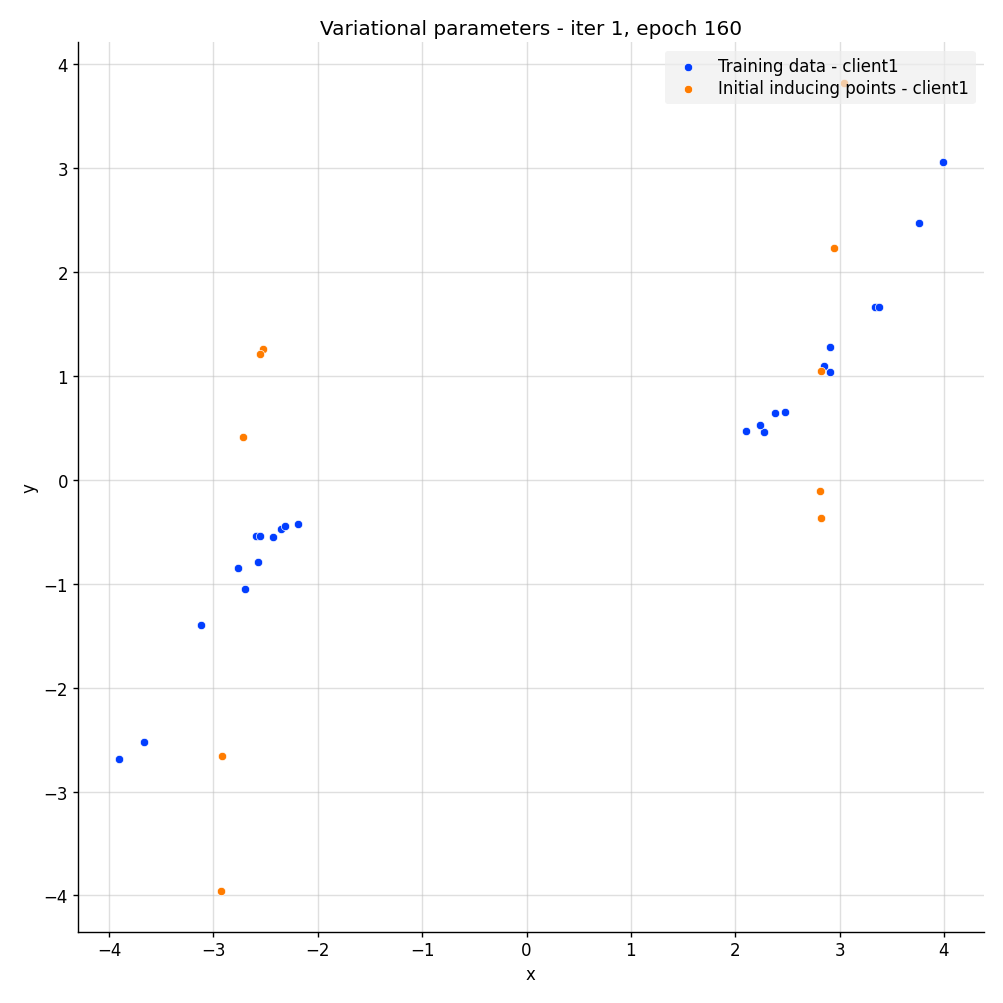 Variational parameters - iter 1, epoch 160
Training data - client1
Initial inducing points - client1
4
3
2
1
0
−1
−2
−3
−4
y
−4 −3 −2 −1 0 1 2 3 4
x